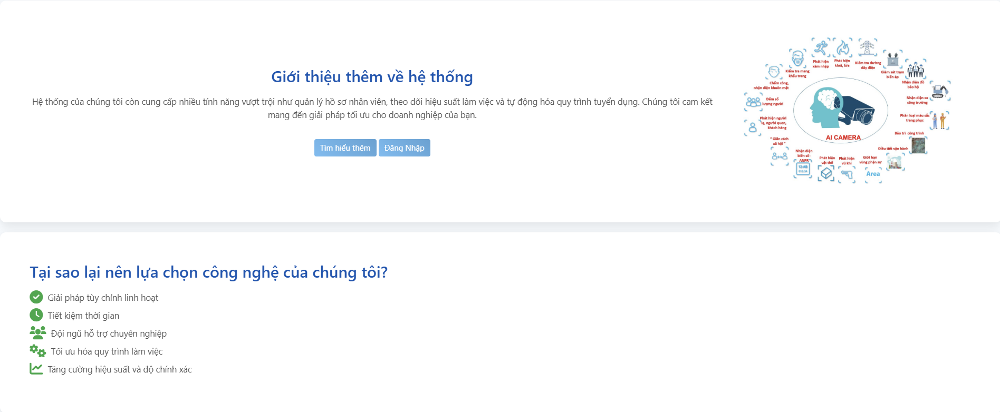 Giới thiệu thêm về hệ thống
Hệ thống của chúng tôi còn cung cấp nhiều tính năng vượt trội như quản lý hồ sơ nhân viên, theo dõi hiệu suất làm việc và tự động hóa quy trình tuyển dụng. Chúng tôi cam kết
mang đến giải pháp tối ưu cho doanh nghiệp của bạn.
Tìm hiểu thêm
Đăng Nhập
Phát hiện
xâm nhập
Phát hiện
khói, lửa
Kiểm tra đường
dây điện
Kiểm tra mang
khẩu trang
Giám sát trạm
biến áp
Chấm công,
nhận diện khuôn mặt
Nhận diện đồ
bảo hộ
Đếm số
lượng người
Nhận diện xe
công trường
Phát hiện người
lạ, người quen,
khách hàng
Phân loại màu sắc
trang phục
" Giãn cách
xã hội "
Bảo trì công trình
AI CAMERA
Nhận diện
biển số-
ANPR
12-AB
Phát hiện
vật thể
Phát hiện
vũ khí
Giới hạn
vùng phận sự
Điều tiết vận hành
Area
Tại sao lại nên lựa chọn công nghệ của chúng tôi?
Giải pháp tùy chỉnh linh hoạt
Tiết kiệm thời gian
Đội ngũ hỗ trợ chuyên nghiệp
Tối ưu hóa quy trình làm việc
Tăng cường hiệu suất và độ chính xác